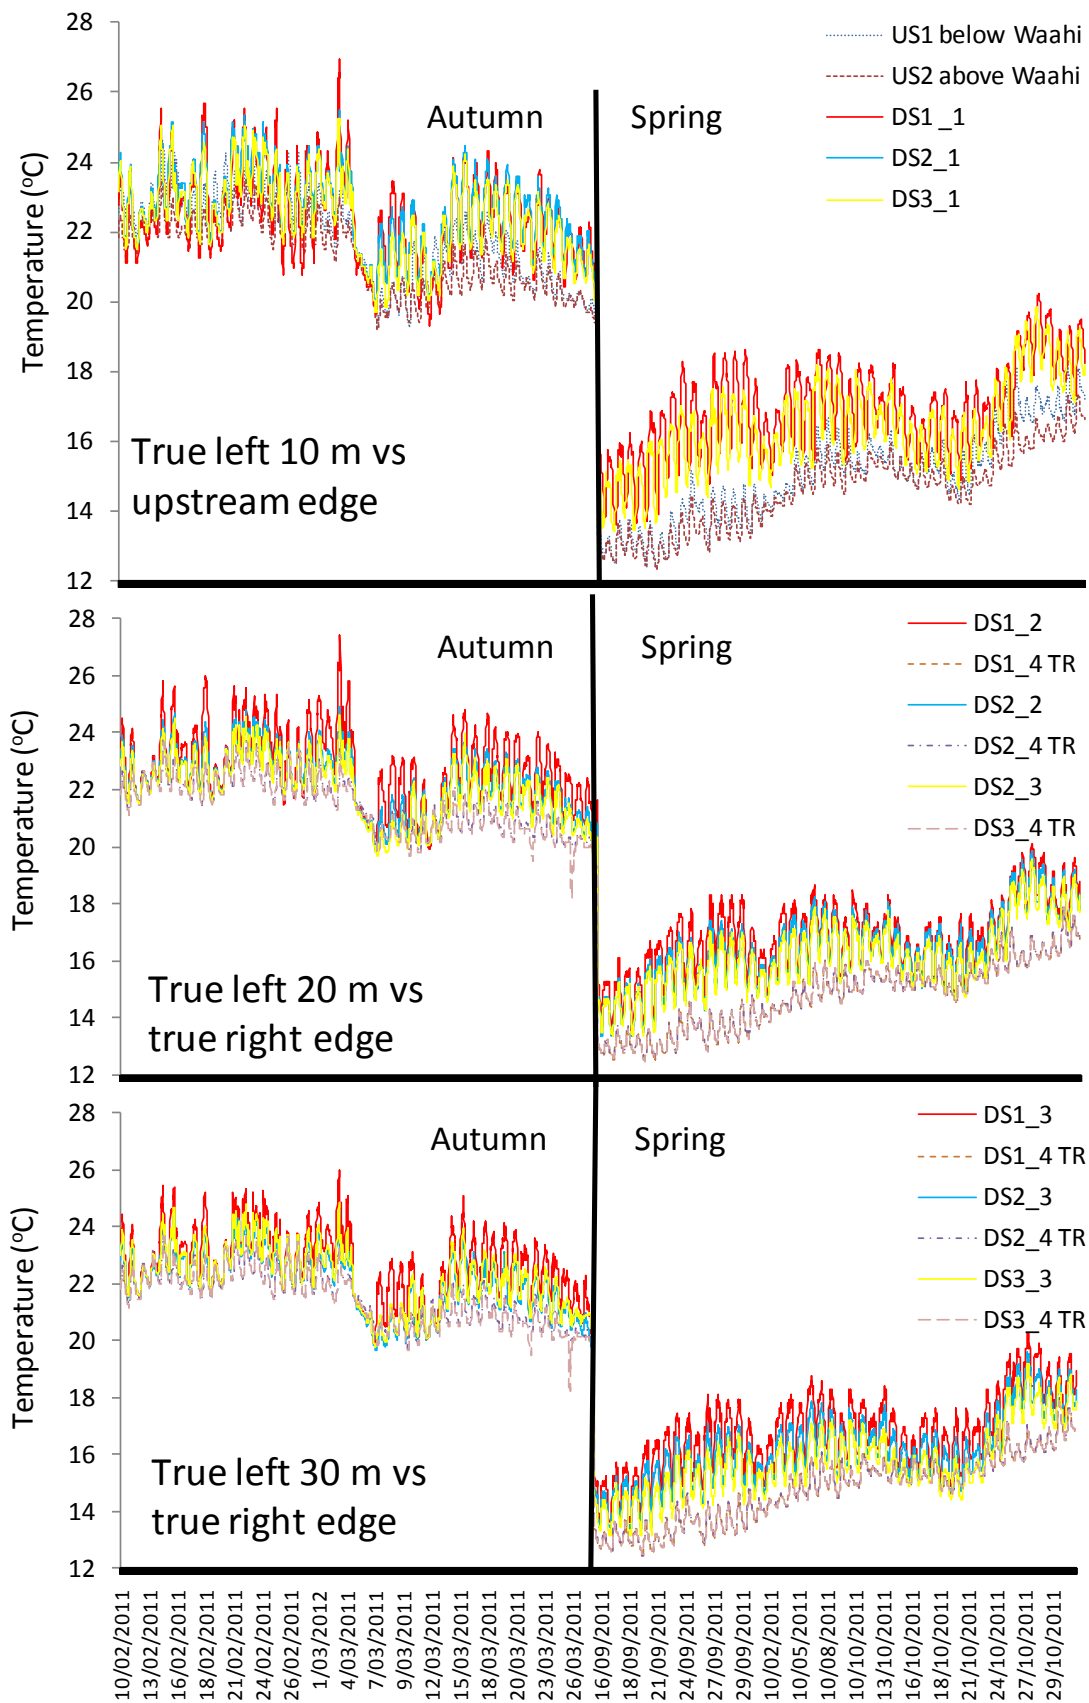 28
26
24
22
20
18
16
14
12
Temperature (ºC)
Autumn
Spring
US1 below Waahi
US2 above Waahi
DS1_1
DS2_1
DS3_1
True left 10 m vs
upstream edge
28
26
24
22
20
18
16
14
12
Temperature (ºC)
Autumn
Spring
DS1_2
DS1_4 TR
DS2_2
DS2_4 TR
DS2_3
DS3_4 TR
True left 20 m vs
true right edge
28
26
24
22
20
18
16
14
12
Temperature (ºC)
Autumn
Spring
DS1_3
DS1_4 TR
DS2_3
DS2_4 TR
DS3_3
DS3_4 TR
True left 30 m vs
true right edge
10/02/2011
13/02/2011
16/02/2011
18/02/2011
21/02/2011
24/02/2011
26/02/2011
1/03/2012
4/03/2011
7/03/2011
9/03/2011
12/03/2011
15/03/2011
18/03/2011
20/03/2011
23/03/2011
26/03/2011
16/09/2011
19/09/2011
21/09/2011
24/09/2011
27/09/2011
29/09/2011
10/02/2011
10/05/2011
10/08/2011
10/10/2011
13/10/2011
16/10/2011
18/10/2011
21/10/2011
24/10/2011
27/10/2011
29/10/2011